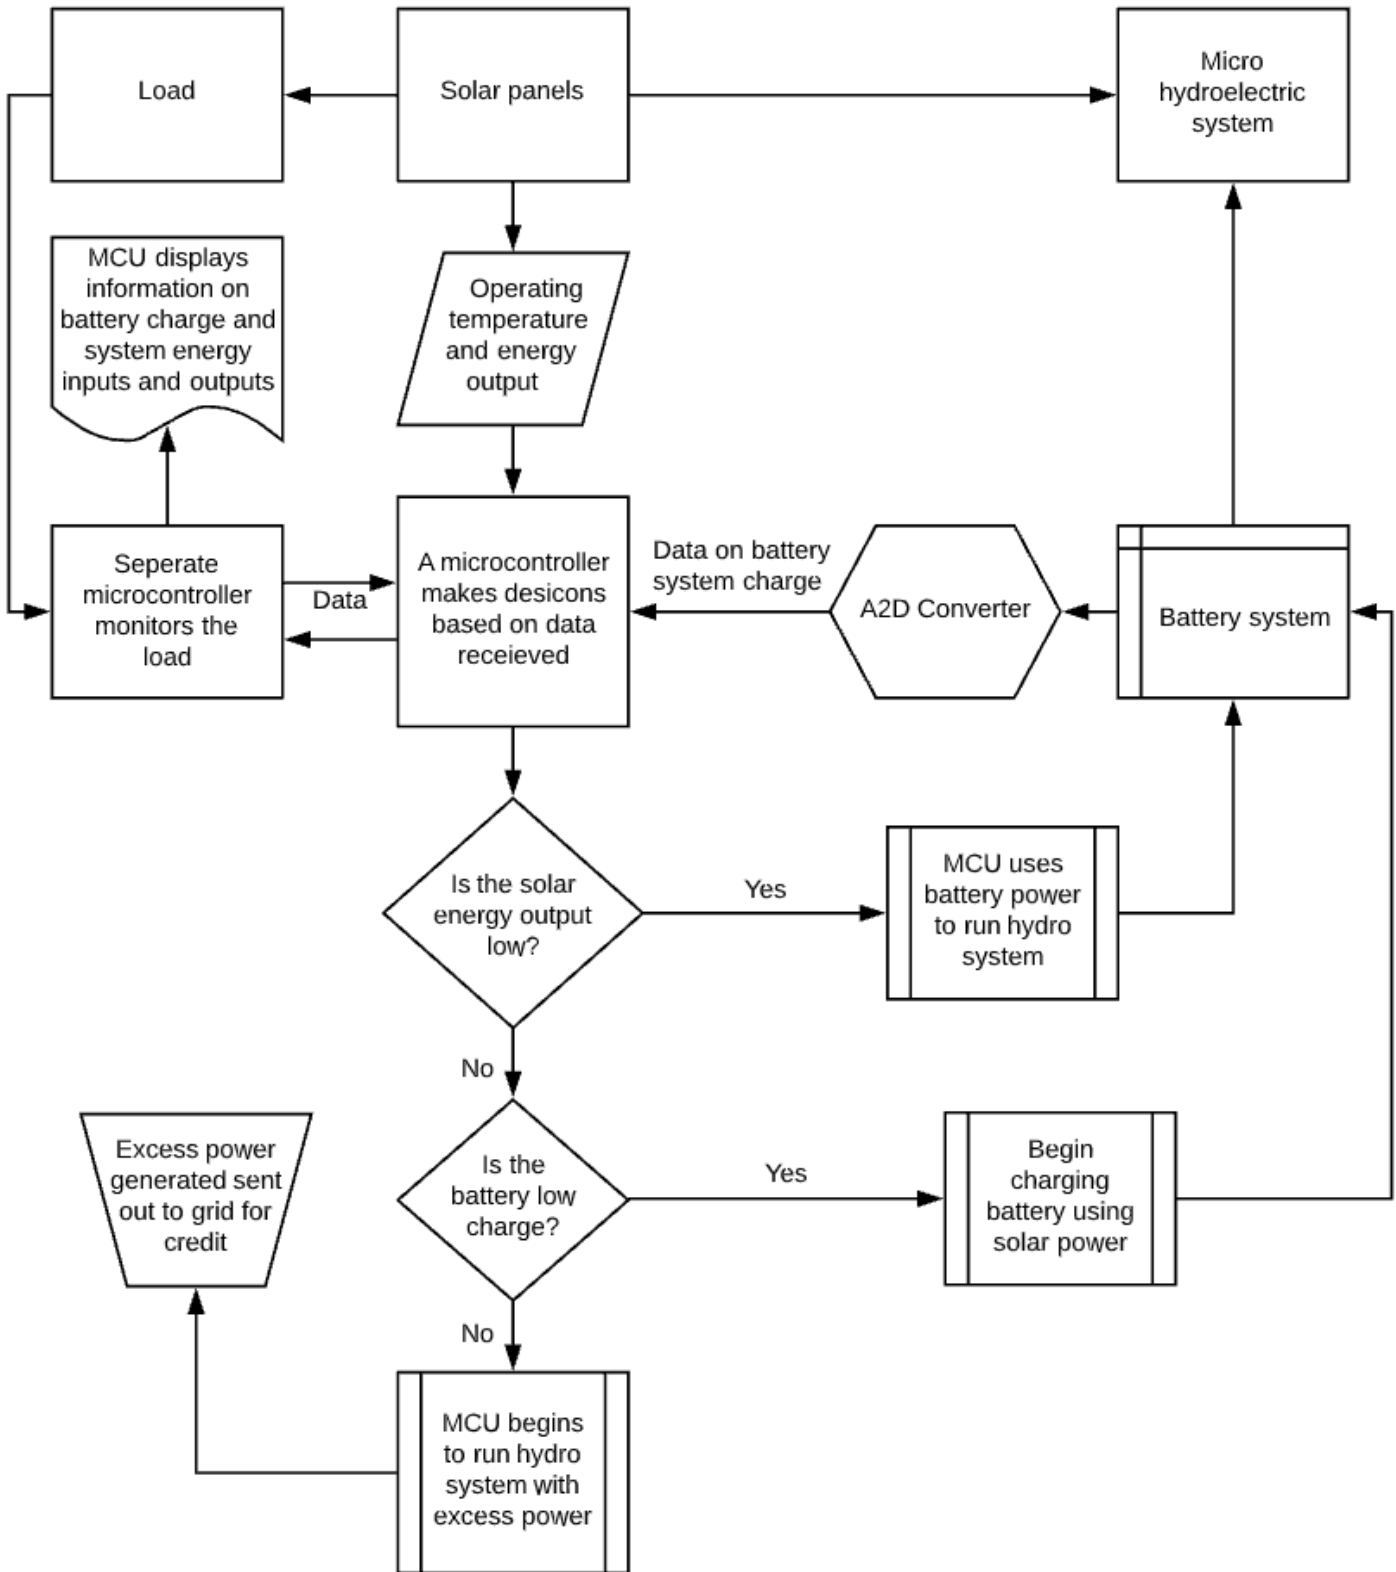 Load
Solar panels
Micro
hydroelectric
system
MCU displays
information on
battery charge and
system energy
inputs and outputs
Operating
temperature
and energy
output
Seperate
microcontroller
monitors the
load
Data
A microcontroller
makes desicons
based on data
receieved
Data on battery
system charge
A2D Converter
Battery system
Is the solar
energy output
low?
Yes
MCU uses
battery power
to run hydro
system
No
Excess power
generated sent
out to grid for
credit
Is the
battery low
charge?
Yes
Begin
charging
battery using
solar power
No
MCU begins
to run hydro
system with
excess power